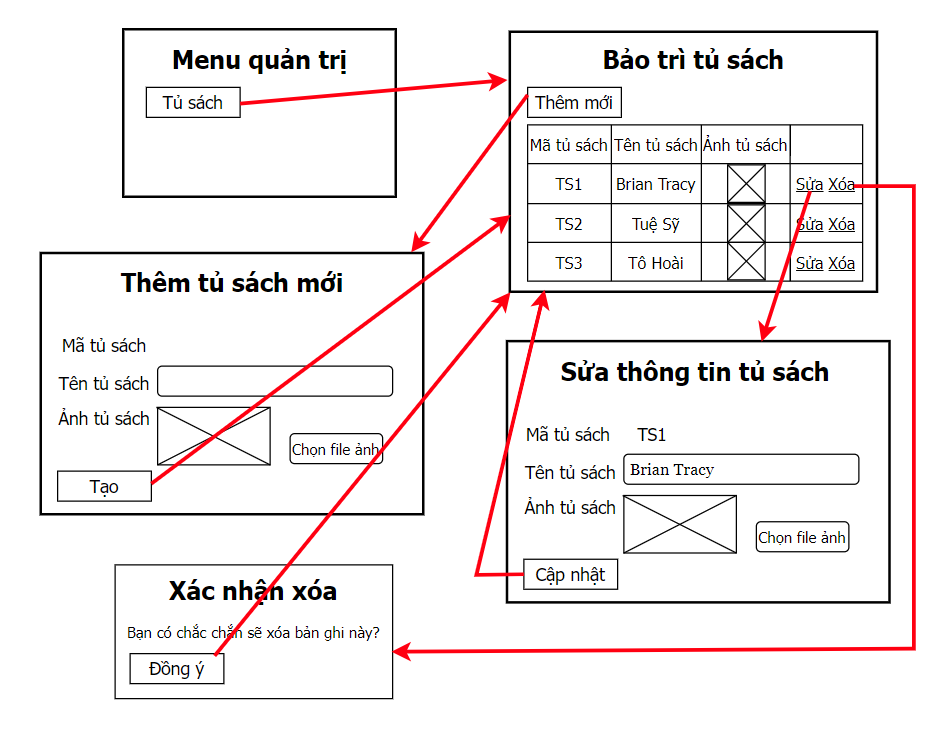 Menu quản trị
Tủ sách
Bảo trì tủ sách
Thêm mới
Mã tủ sách Tên tủ sách Ảnh tủ sách
TS1 Brian Tracy Sửa Xóa
TS2 Tuệ Sỹ Sửa Xóa
TS3 Tô Hoài Sửa Xóa
Thêm tủ sách mới
Mã tủ sách
Tên tủ sách
Ảnh tủ sách
Chọn file ảnh
Tạo
Sửa thông tin tủ sách
Mã tủ sách TS1
Tên tủ sách Brian Tracy
Ảnh tủ sách
Chọn file ảnh
Cập nhật
Xác nhận xóa
Bạn có chắc chắn sẽ xóa bản ghi này?
Đồng ý